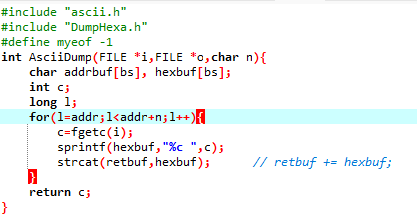 #include "ascii.h"
#include "DumpHexa.h"
#define myeof -1
int AsciiDump(FILE *i,FILE *o,char n){
    char addrbuf[bs], hexbuf[bs];
    int c;
    long l;
    for(l=addr;l<addr+n;l++){
        c=fgetc(i);
        sprintf(hexbuf,"%c ",c);
        strcat(retbuf,hexbuf);      // retbuf += hexbuf;
    }
    return c;
}